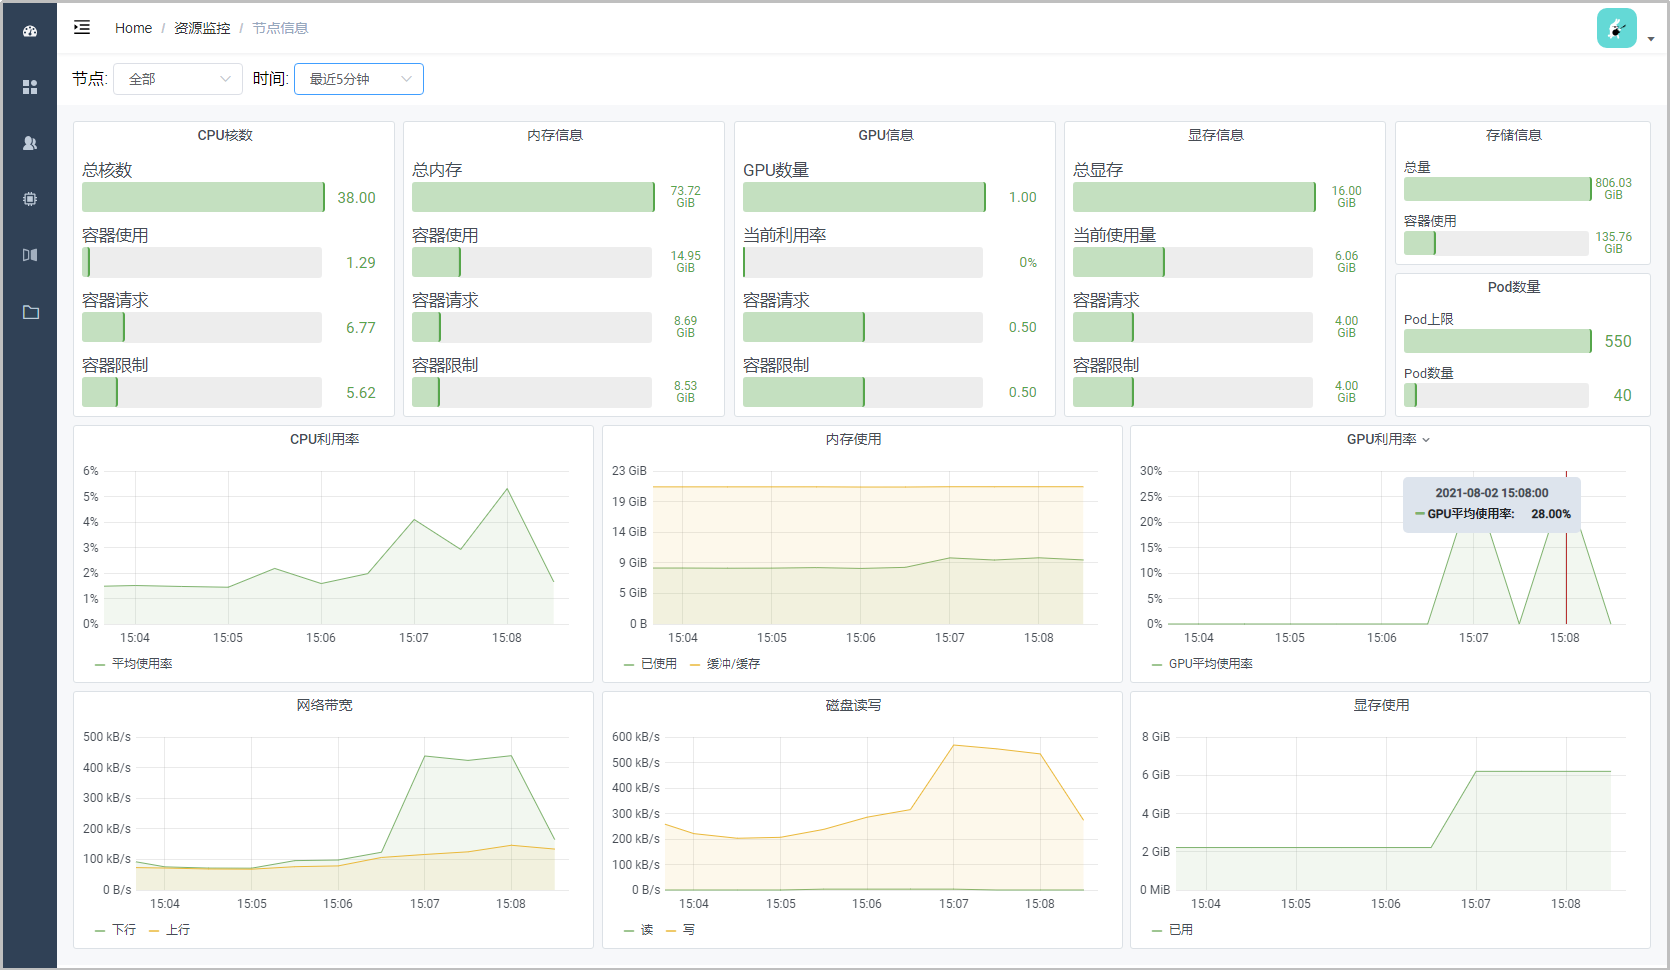 Home / 资源监控 / 节点信息
节点: 全部 时间: 最近5分钟
CPU核数
总核数
38.00
容器使用
1.29
容器请求
6.77
容器限制
5.62
内存信息
总内存
73.72
GiB
容器使用
14.95
GiB
容器请求
8.69
GiB
容器限制
8.53
GiB
GPU信息
GPU数量
1.00
当前利用率
0%
容器请求
0.50
容器限制
0.50
显存信息
总显存
16.00
GiB
当前使用量
6.06
GiB
容器请求
4.00
GiB
容器限制
4.00
GiB
存储信息
总量
806.03
GiB
容器使用
135.76
GiB
Pod数量
Pod上限
550
Pod数量
40
CPU利用率
6%
5%
4%
3%
2%
1%
0%
15:04 15:05 15:06 15:07 15:08
平均使用率
内存使用
23 GiB
19 GiB
14 GiB
9 GiB
5 GiB
0 B
15:04 15:05 15:06 15:07 15:08
已使用 缓冲/缓存
GPU利用率
30%
25%
20%
15%
10%
5%
0%
2021-08-02 15:08:00
GPU平均使用率: 28.00%
15:04 15:05 15:06 15:07 15:08
GPU平均使用率
网络带宽
500 kB/s
400 kB/s
300 kB/s
200 kB/s
100 kB/s
0 B/s
15:04 15:05 15:06 15:07 15:08
下行 上行
磁盘读写
600 kB/s
500 kB/s
400 kB/s
300 kB/s
200 kB/s
100 kB/s
0 B/s
15:04 15:05 15:06 15:07 15:08
读 写
显存使用
8 GiB
6 GiB
4 GiB
2 GiB
0 MiB
15:04 15:05 15:06 15:07 15:08
已用